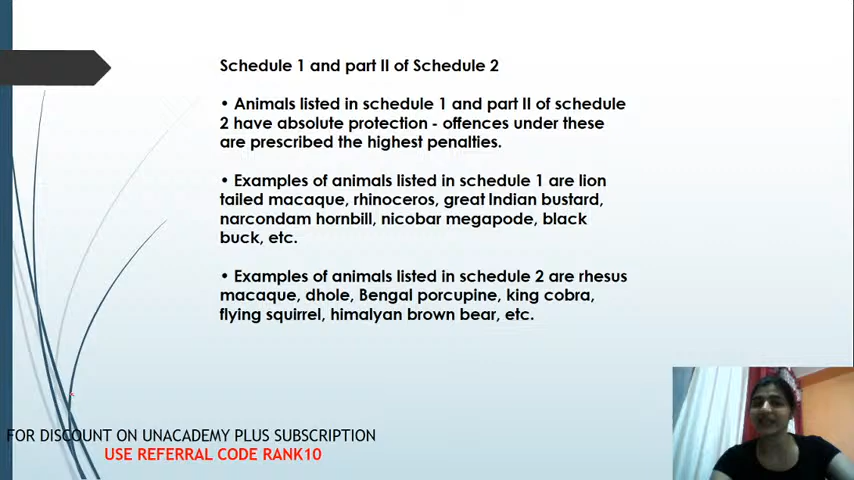 Schedule 1 and part II of Schedule 2
• Animals listed in schedule 1 and part II of schedule
2 have absolute protection - offences under these
are prescribed the highest penalties.
• Examples of animals listed in schedule 1 are lion
tailed macaque, rhinoceros, great Indian bustard,
narcondam hornbill, nicobar megapode, black
buck, etc.
• Examples of animals listed in schedule 2 are rhesus
macaque, dhole, Bengal porcupine, king cobra,
flying squirrel, himalyan brown bear, etc.
FOR DISCOUNT ON UNACADEMY PLUS SUBSCRIPTION
USE REFERRAL CODE RANK10